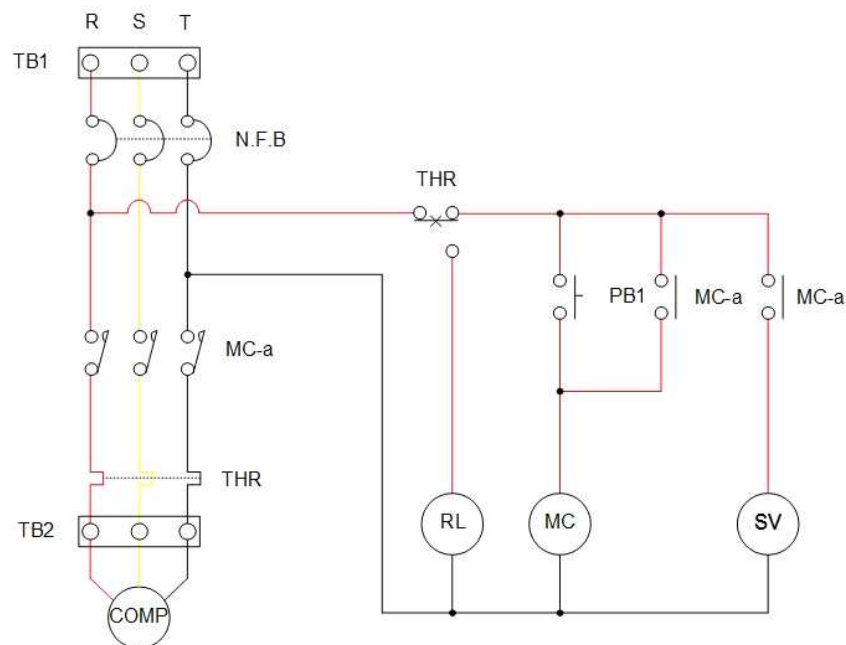 R S T
TB1
N.F.B
THR
PB1 MC-a MC-a
MC-a
THR
TB2 RL MC SV
COMP